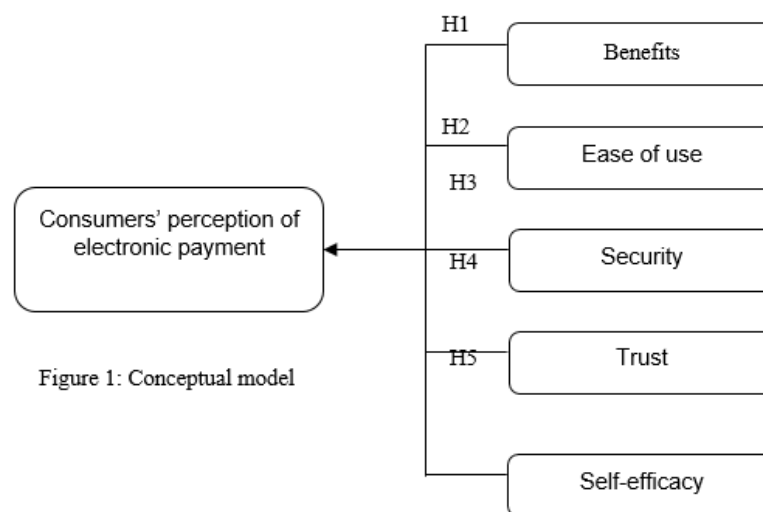 H1
Benefits
H2
Ease of use
H3
Consumers’ perception of
electronic payment
H4
Security
H5
Trust
Figure 1: Conceptual model
Self-efficacy